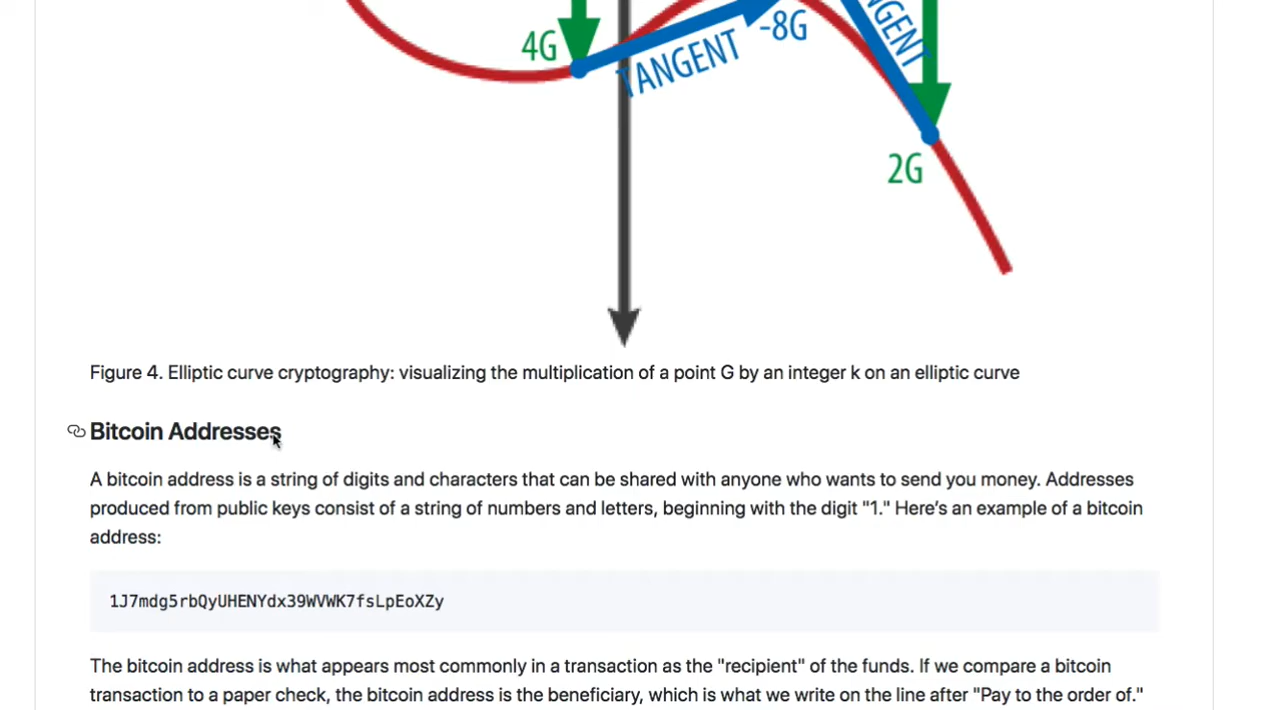 4G
TANGENT
-8G
TANGENT
2G
Figure 4. Elliptic curve cryptography: visualizing the multiplication of a point G by an integer k on an elliptic curve
Bitcoin Addresses
A bitcoin address is a string of digits and characters that can be shared with anyone who wants to send you money. Addresses
produced from public keys consist of a string of numbers and letters, beginning with the digit "1." Here’s an example of a bitcoin
address:
1J7mdg5rbQyUHENYdx39WVWK7fsLpEoXZy
The bitcoin address is what appears most commonly in a transaction as the "recipient" of the funds. If we compare a bitcoin
transaction to a paper check, the bitcoin address is the beneficiary, which is what we write on the line after "Pay to the order of."